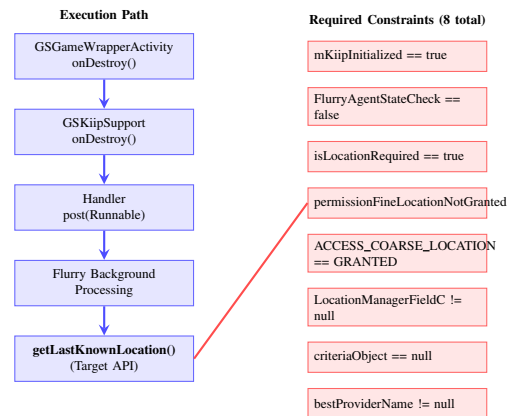 Execution Path
GSGameWrapperActivity
onDestroy()
GSKiipSupport
onDestroy()
Handler
post(Runnable)
Flurry Background
Processing
getLastKnownLocation()
(Target API)
Required Constraints (8 total)
mKiipInitialized == true
FlurryAgentStateCheck ==
false
isLocationRequired == true
permissionFineLocationNotGranted
ACCESS_COARSE_LOCATION
== GRANTED
LocationManagerFieldC !=
null
criteriaObject == null
bestProviderName != null